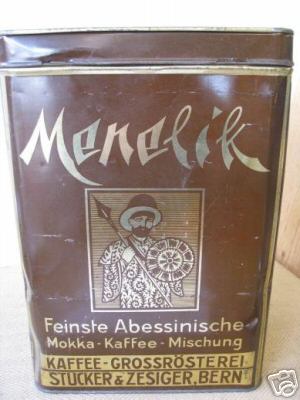 Menelik
Feinste Abessinische
Mokka-Kaffee-Mischung
KAFFEE-GROSSRÖSTEREI
STUCKER & ZESIGER, BERN